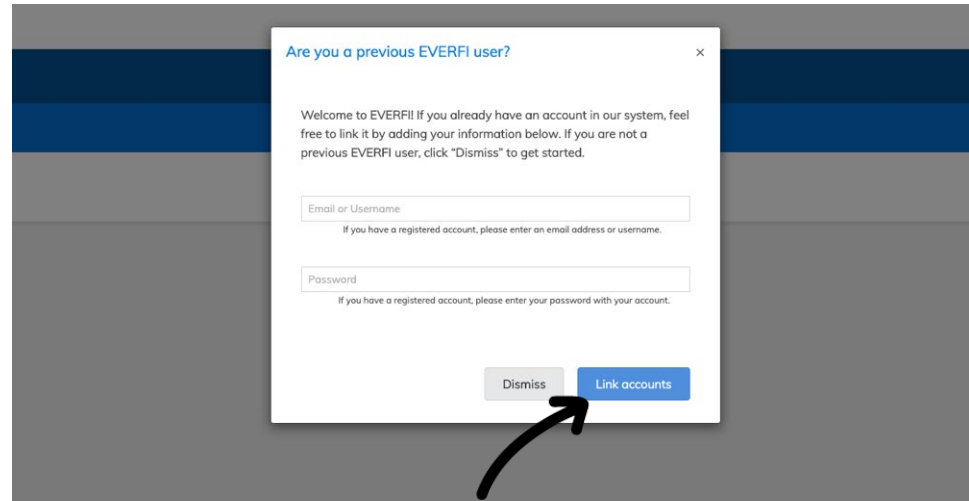 Are you a previous EVERFI user?
×
Welcome to EVERFI! If you already have an account in our system, feel
free to link it by adding your information below. If you are not a
previous EVERFI user, click “Dismiss” to get started.
Email or Username
If you have a registered account, please enter an email address or username.
Password
If you have a registered account, please enter your password with your account.
Dismiss
Link accounts